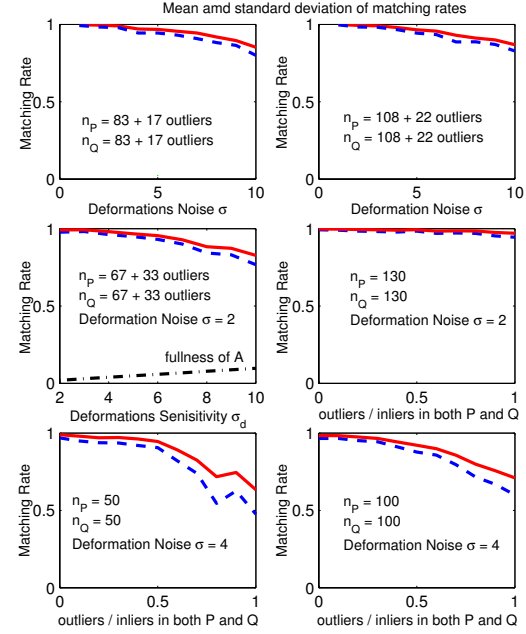 Mean amd standard deviation of matching rates
1
0.5
0
Matching Rate
n_P = 83 + 17 outliers
n_Q = 83 + 17 outliers
0 5 10
Deformations Noise σ
1
0.5
0
Matching Rate
n_P = 108 + 22 outliers
n_Q = 108 + 22 outliers
0 5 10
Deformation Noise σ
1
0.5
0
Matching Rate
n_P = 67 + 33 outliers
n_Q = 67 + 33 outliers
Deformation Noise σ = 2
fullness of A
2 4 6 8 10
Deformations Senisitivity σ_d
1
0.5
0
Matching Rate
n_P = 130
n_Q = 130
Deformation Noise σ = 2
0 0.5 1
outliers / inliers in both P and Q
1
0.5
0
Matching Rate
n_P = 50
n_Q = 50
Deformation Noise σ = 4
0 0.5 1
outliers / inliers in both P and Q
1
0.5
0
Matching Rate
n_P = 100
n_Q = 100
Deformation Noise σ = 4
0 0.5 1
outliers / inliers in both P and Q